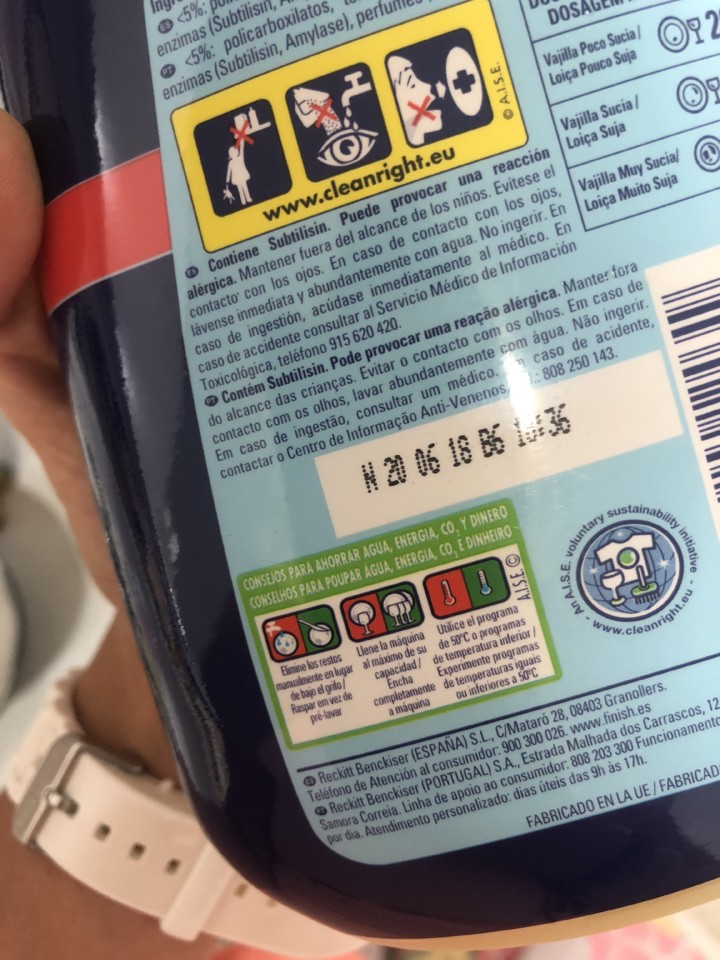 <5%:
enzimas (Subtilisin, Amylase), perfumes
<5%: policarboxilatos,
enzimas (Subtilisin, Amylase), perfu
DOSAGEM
Vajilla Poco Sucia /
Loiça Pouco Suja
2
Vajilla Sucia /
Loiça Suja
Vajilla Muy Sucia/
Loiça Muito Suja
© A.I.S.E.
www.cleanright.eu
ES Contiene Subtilisin. Puede provocar una reacción
alérgica. Mantener fuera del alcance de los niños. Evítese el
contacto con los ojos. En caso de contacto con los ojos,
lávense inmediata y abundantemente con agua. No ingerir. En
caso de ingestión, acúdase inmediatamente al médico. En
caso de accidente consultar al Servicio Médico de Información
Toxicológica, teléfono 915 620 420.
PT Contém Subtilisin. Pode provocar uma reação alérgica. Manter fora
do alcance das crianças. Evitar o contacto com os olhos. Em caso de
contacto com os olhos, lavar abundantemente com água. Não ingerir.
Em caso de ingestão, consultar um médico. Em caso de acidente,
contactar o Centro de Informação Anti-Venenos, : 808 250 143.
N 20 06 18 B6 :36
CONSEJOS PARA AHORRAR AGUA, ENERGIA, CO₂ Y DINERO
CONSELHOS PARA POUPAR ÁGUA, ENERGIA, CO₂ E DINHEIRO
Elimine los restos
manualmente en lugar
de bajo el grifo/
Raspar em vez de
pré-lavar
Llene la máquina
al máximo de su
capacidad/
Encha
completamente
a máquina
Utilice el programa
de 50°C o programas
de temperatura inferior/
Experimente programas
de temperaturas iguais
ou inferiores a 50°C
A.I.S.E. ©
An A.I.S.E. voluntary sustainability initiative -
www.cleanright.eu -
ES Reckitt Benckiser (ESPAÑA) S.L. C/Mataró 28, 08403 Granollers.
Teléfono de Atención al consumidor: 900 300 026. www.finish.es
PT Reckitt Benckiser (PORTUGAL) S.A. Estrada Malhada dos Carrascos, 12
Samora Correia. Linha de apoio ao consumidor: 808 203 300 Funcionamento
por dia. Atendimento personalizado: dias úteis das 9h às 17h.
FABRICADO EN LA UE / FABRICAD